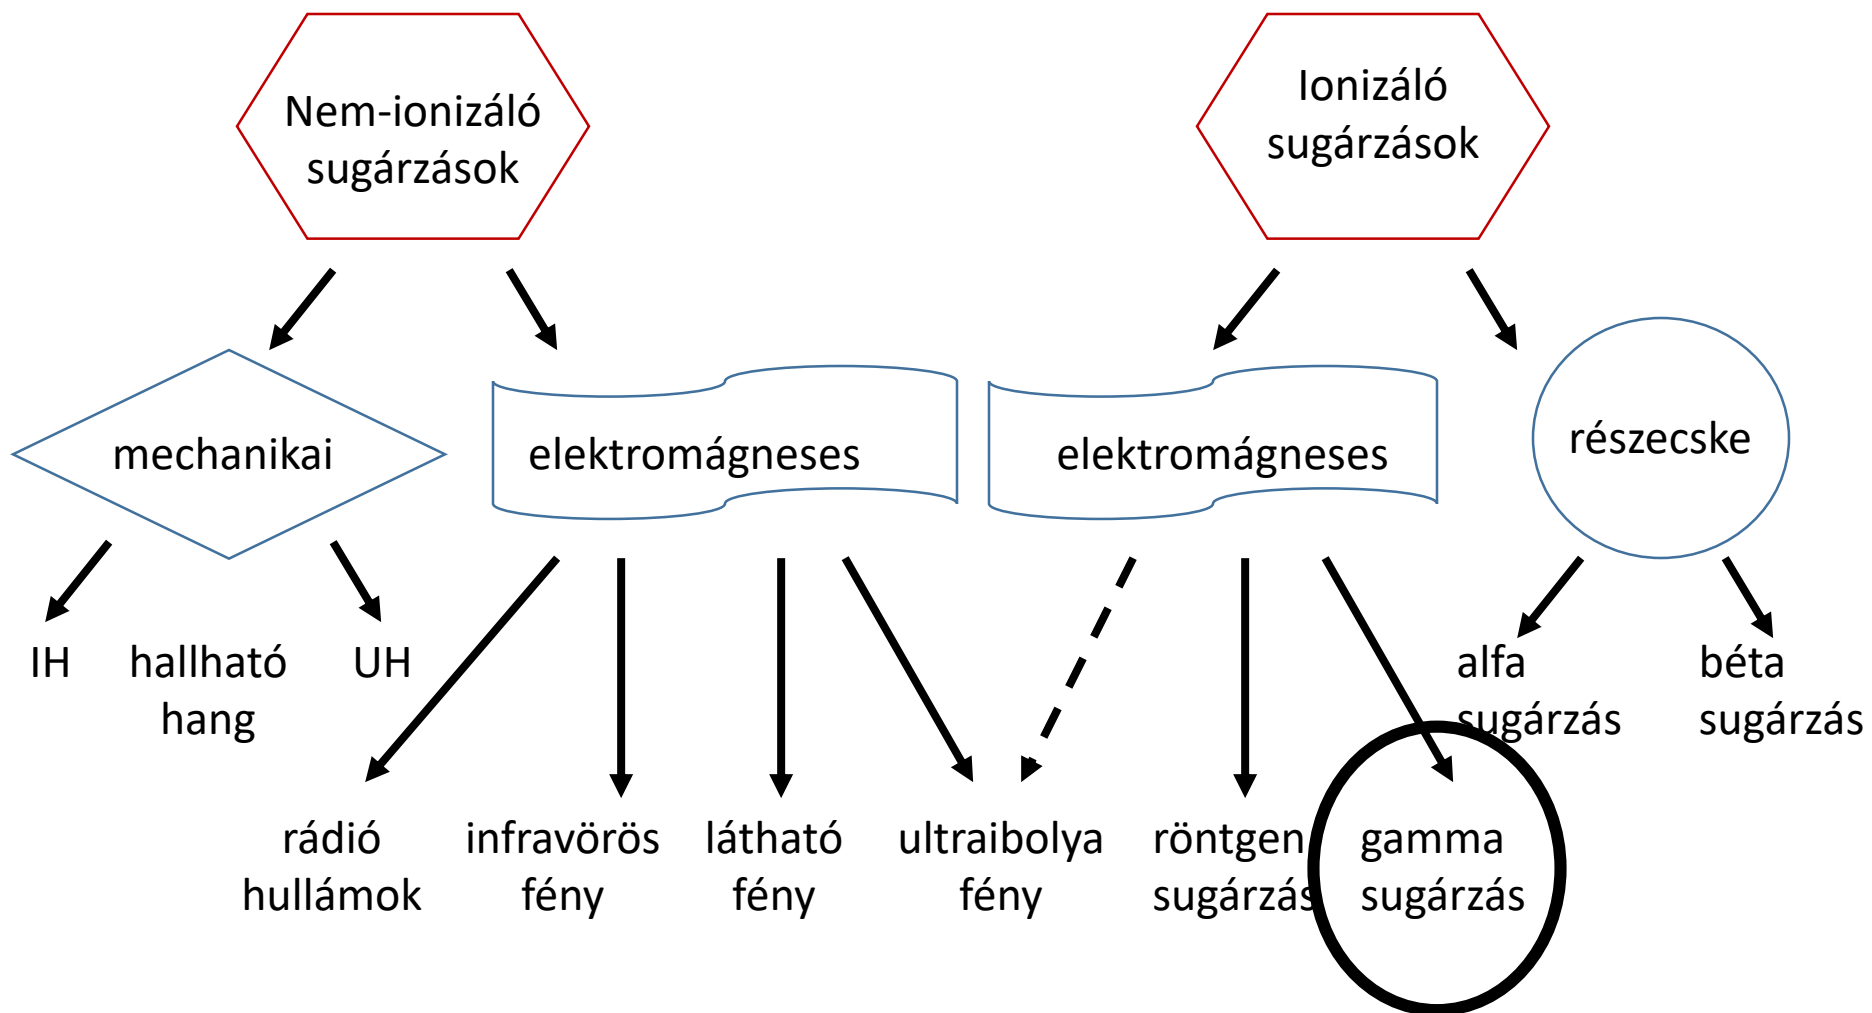 Nem-ionizáló
sugárzások
Ionizáló
sugárzások
mechanikai
elektromágneses
elektromágneses
részecske
IH
hallható
hang
UH
alfa
sugárzás
béta
sugárzás
rádió
hullámok
infravörös
fény
látható
fény
ultraibolya
fény
röntgen
sugárzás
gamma
sugárzás